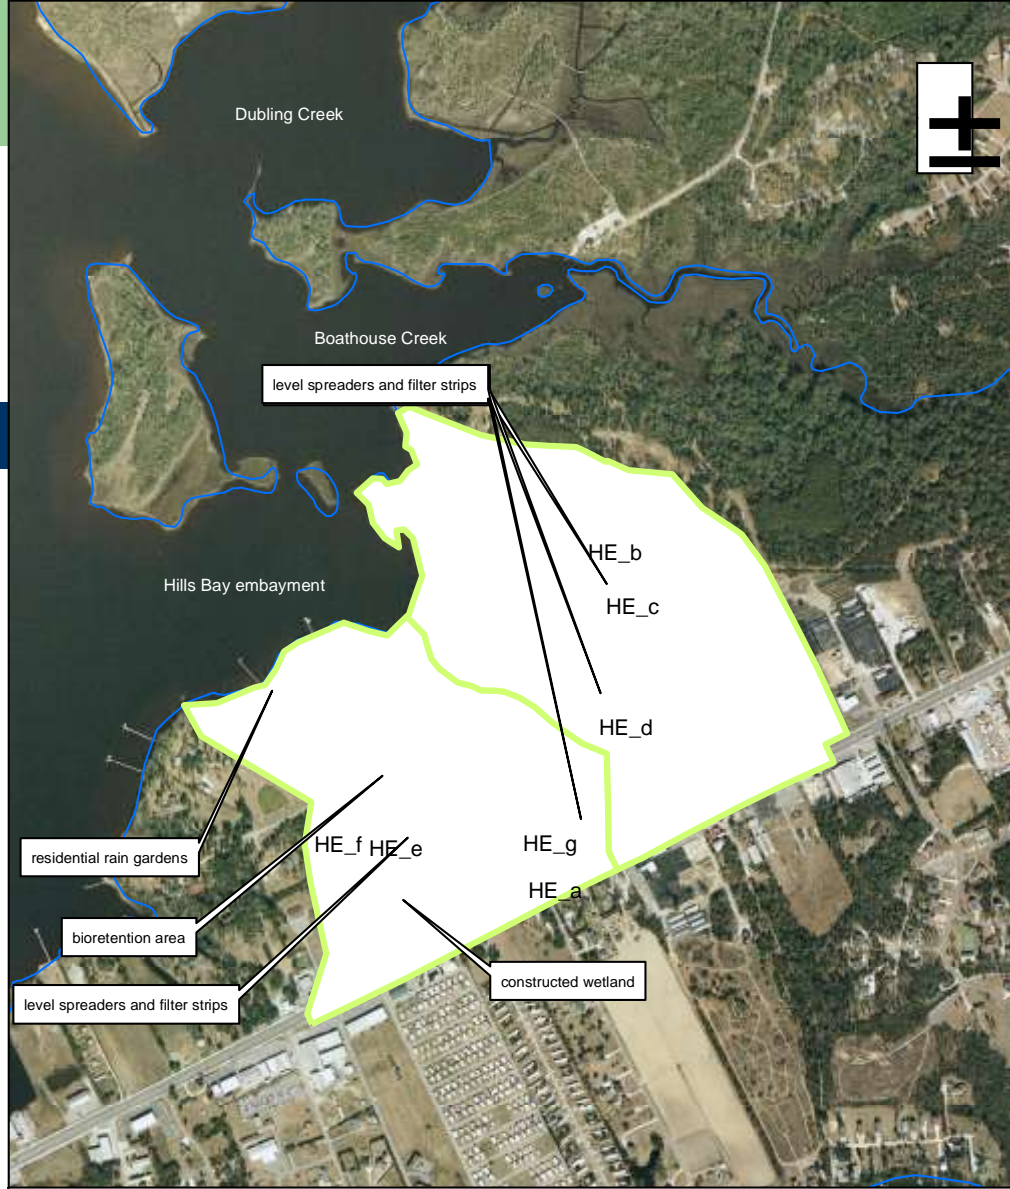 Dubling Creek
Boathouse Creek
level spreaders and filter strips
HE_b
Hills Bay embayment
HE_c
HE_d
HE_f
HE_e
HE_g
residential rain gardens
HE_a
bioretention area
constructed wetland
level spreaders and filter strips